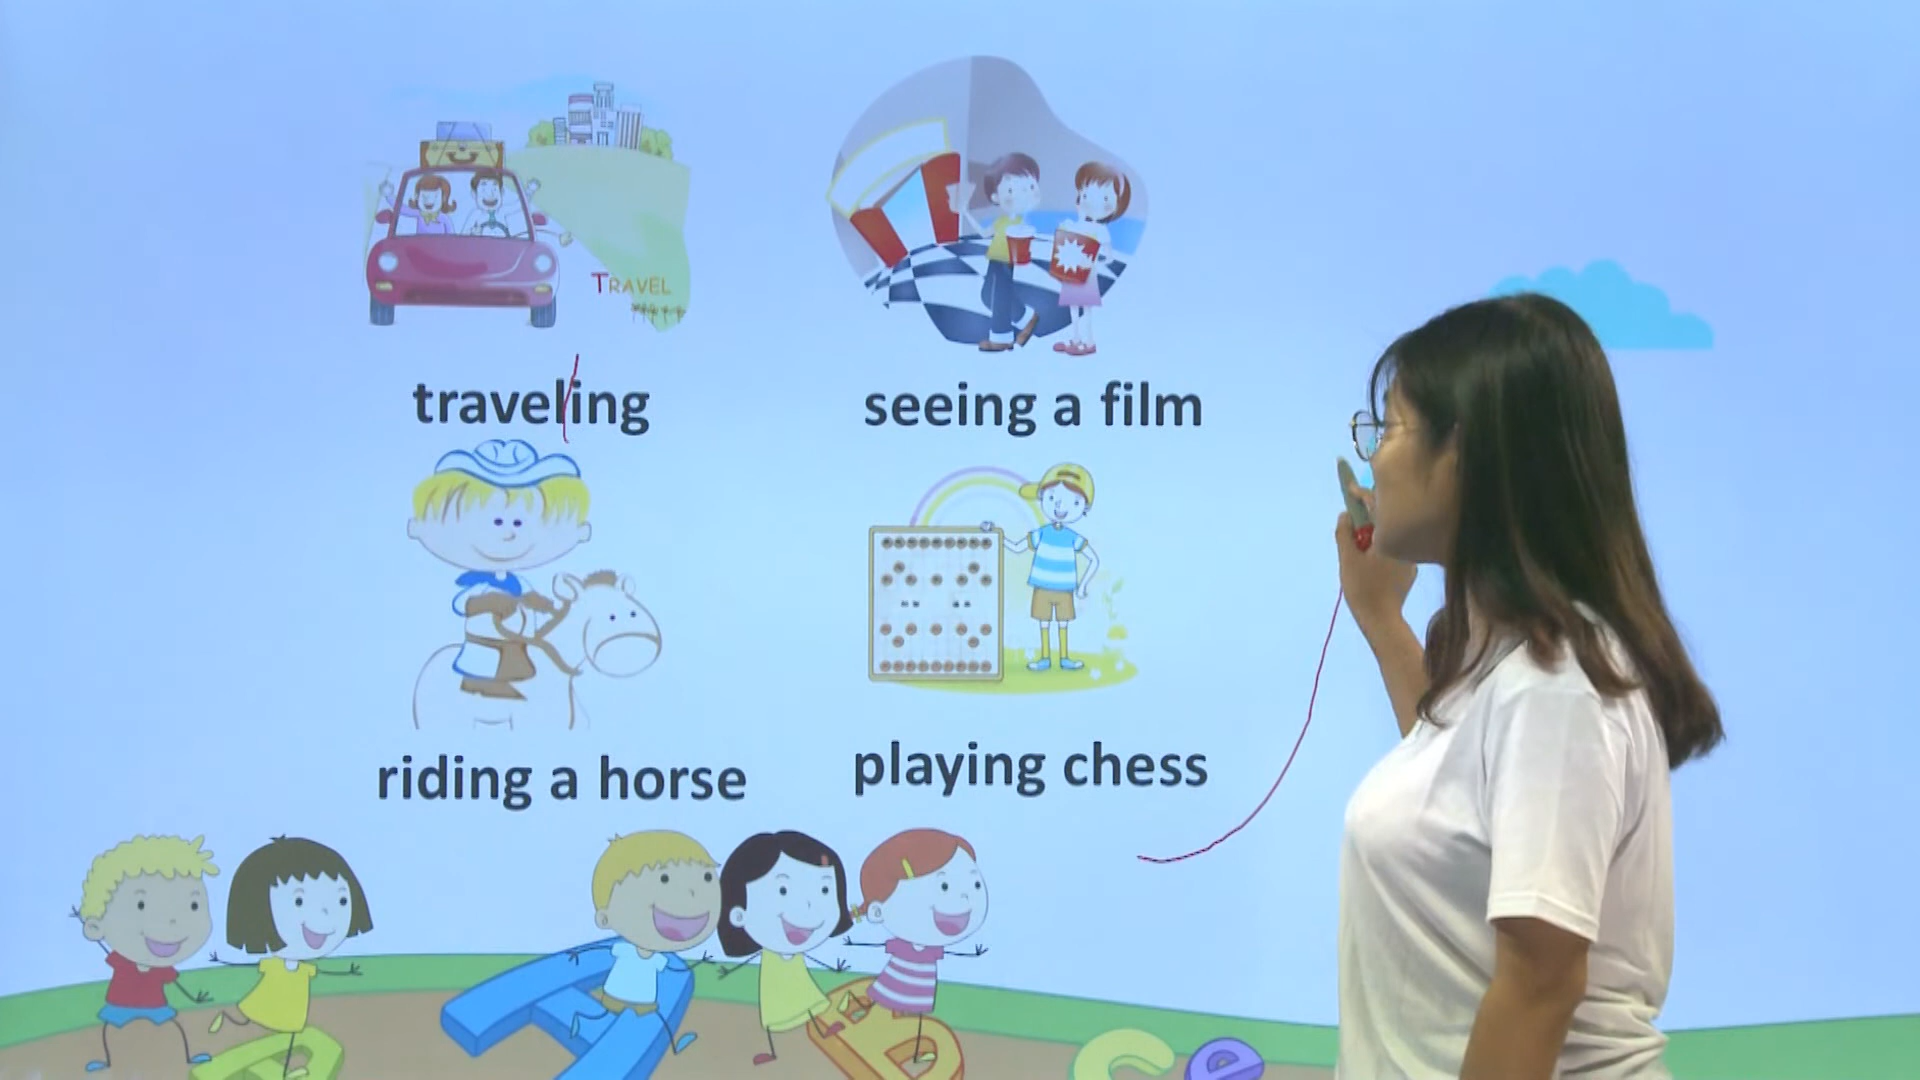 TRAVEL
traveling
seeing a film
riding a horse
playing chess
A
B
c e